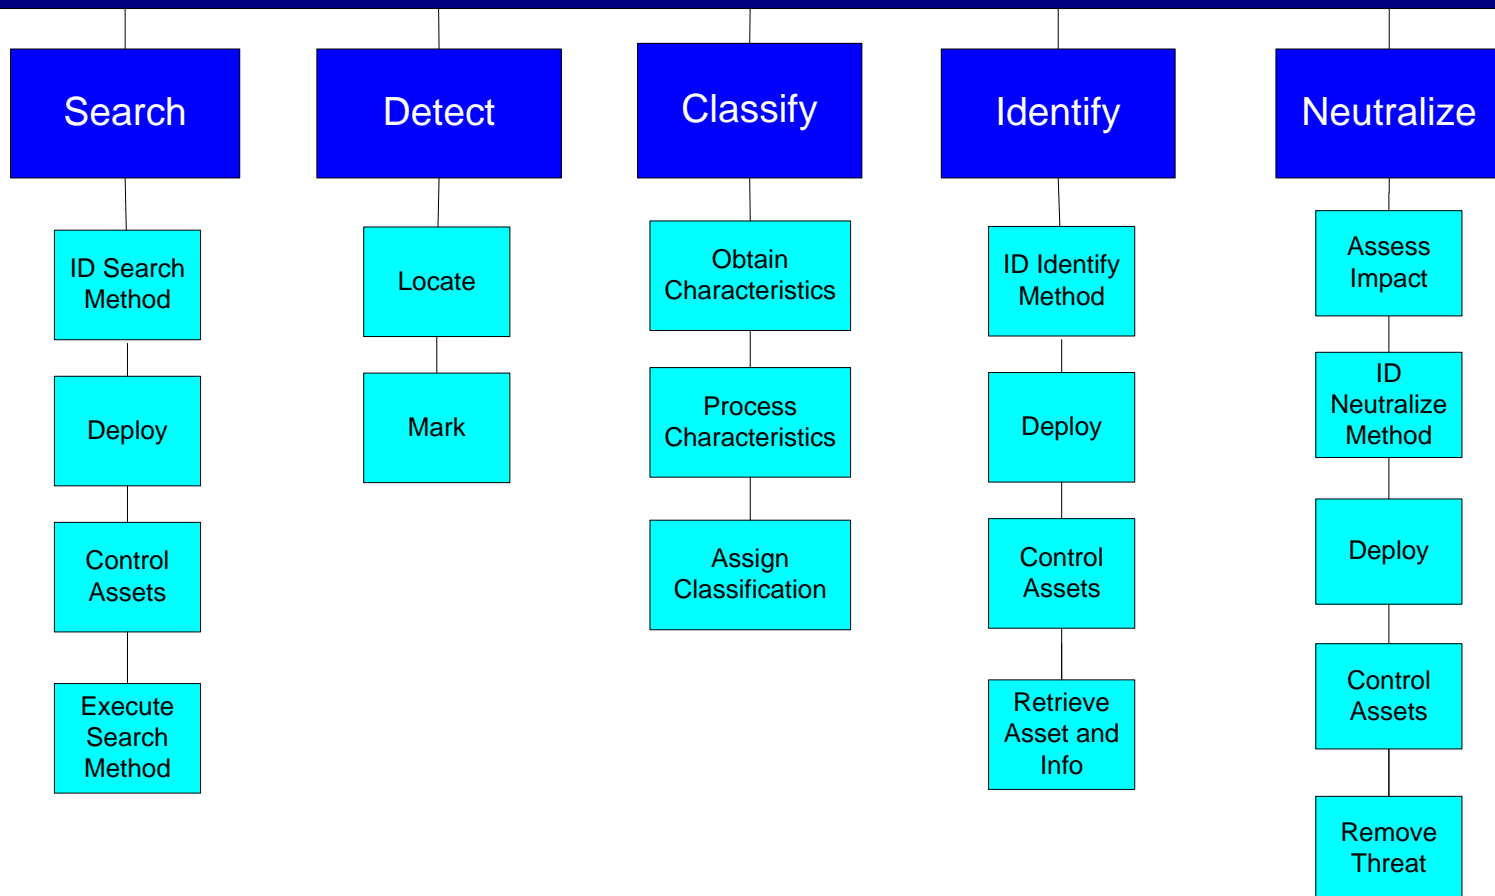 Search
Detect
Classify
Identify
Neutralize
ID Search
Method
Deploy
Control
Assets
Execute
Search
Method
Locate
Mark
Obtain
Characteristics
Process
Characteristics
Assign
Classification
ID Identify
Method
Deploy
Control
Assets
Retrieve
Asset and
Info
Assess
Impact
ID
Neutralize
Method
Deploy
Control
Assets
Remove
Threat